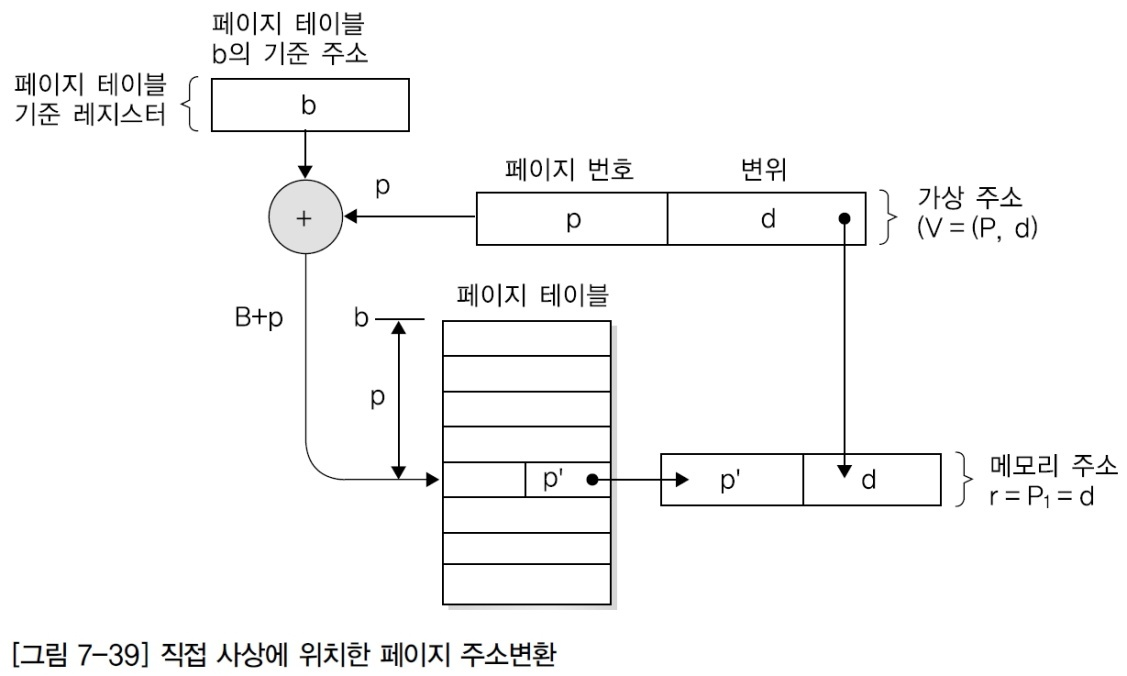 페이지 테이블
b의 기준 주소
페이지 테이블
기준 레지스터
b
페이지 번호
변위
p
+
p
d
가상 주소
(V = (P, d)
페이지 테이블
B+p
b
p
p'
p'
d
메모리 주소
r = P₁ = d
[그림 7-39] 직접 사상에 위치한 페이지 주소변환